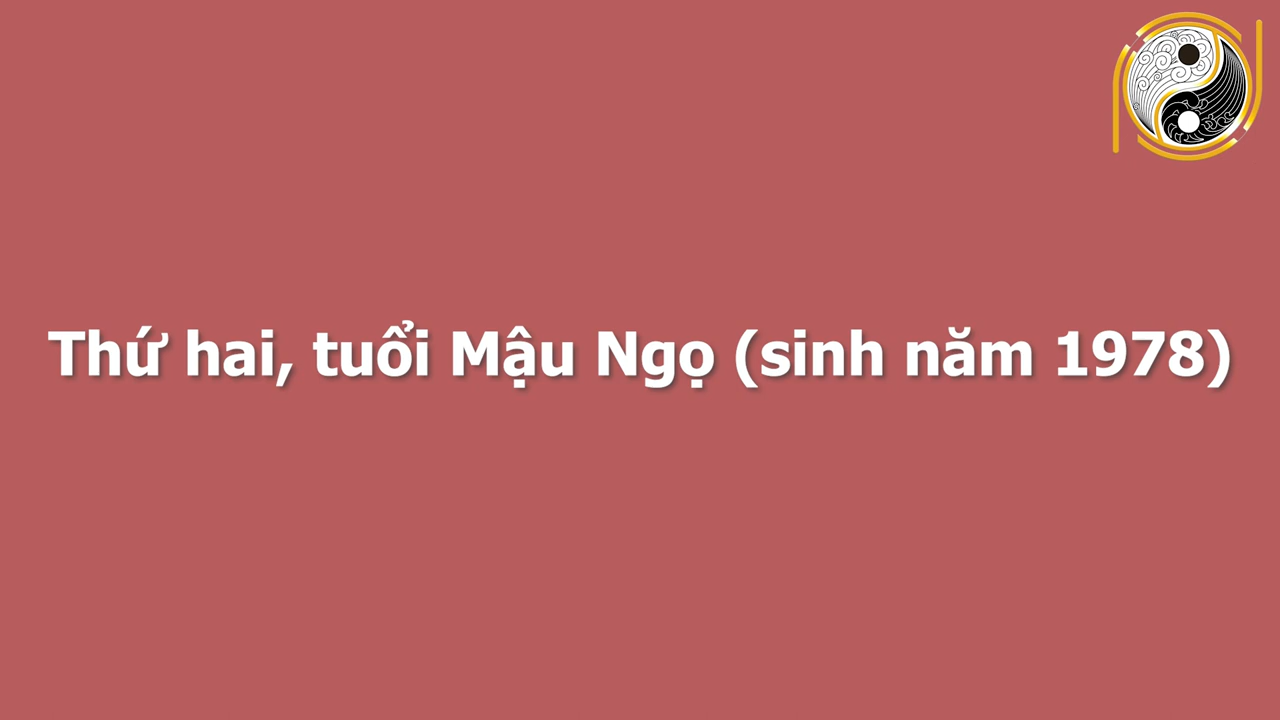 Thứ hai, tuổi Mậu Ngọ (sinh năm 1978)